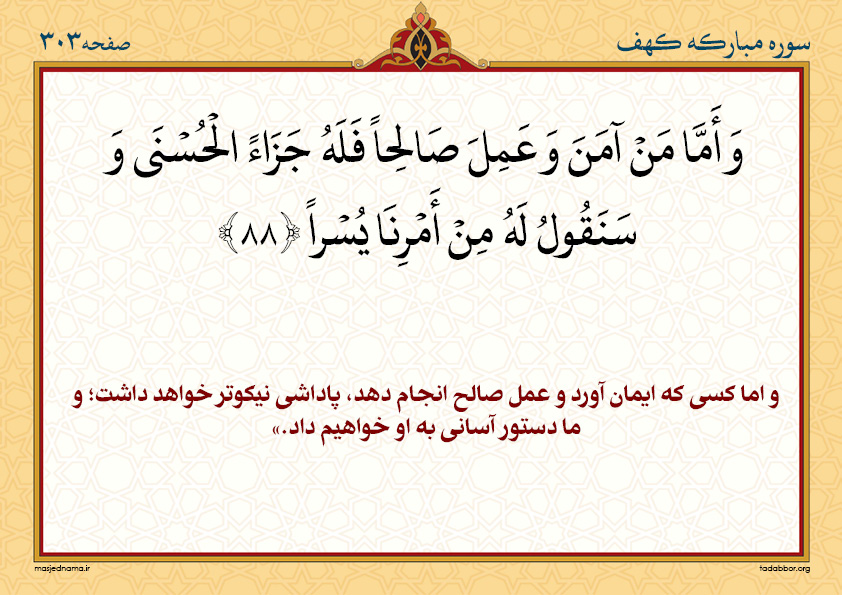 سوره مبارکه کهف
صفحه۳۰۳
وَ أَمَّا مَنْ آمَنَ وَ عَمِلَ صَالِحاً فَلَهُ جَزَاءً الْحُسْنَى وَ
سَنَقُولُ لَهُ مِنْ أَمْرِنَا يُسْراً ﴿۸۸﴾
و اما کسی که ایمان آورد و عمل صالح انجام دهد، پاداشی نیکوتر خواهد داشت؛ و
ما دستور آسانی به او خواهیم داد.»
masjednama.ir
tadabbor.org